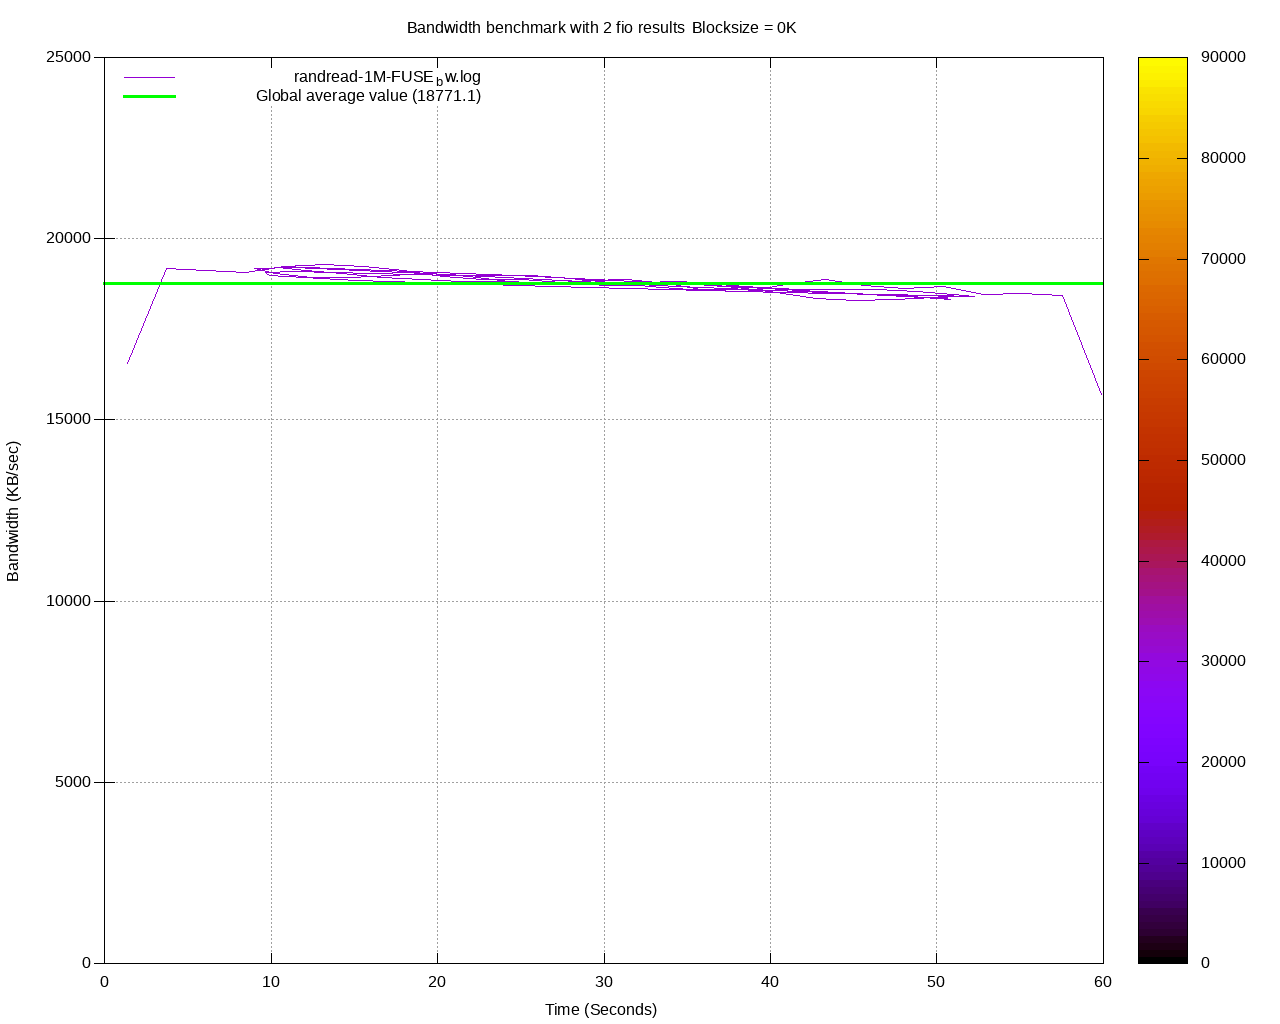 Bandwidth benchmark with 2 fio results Blocksize = 0K
randread-1M-FUSE_bw.log
Global average value (18771.1)
Bandwidth (KB/sec)
25000
20000
15000
10000
5000
0
0 10 20 30 40 50 60
Time (Seconds)
90000
80000
70000
60000
50000
40000
30000
20000
10000
0